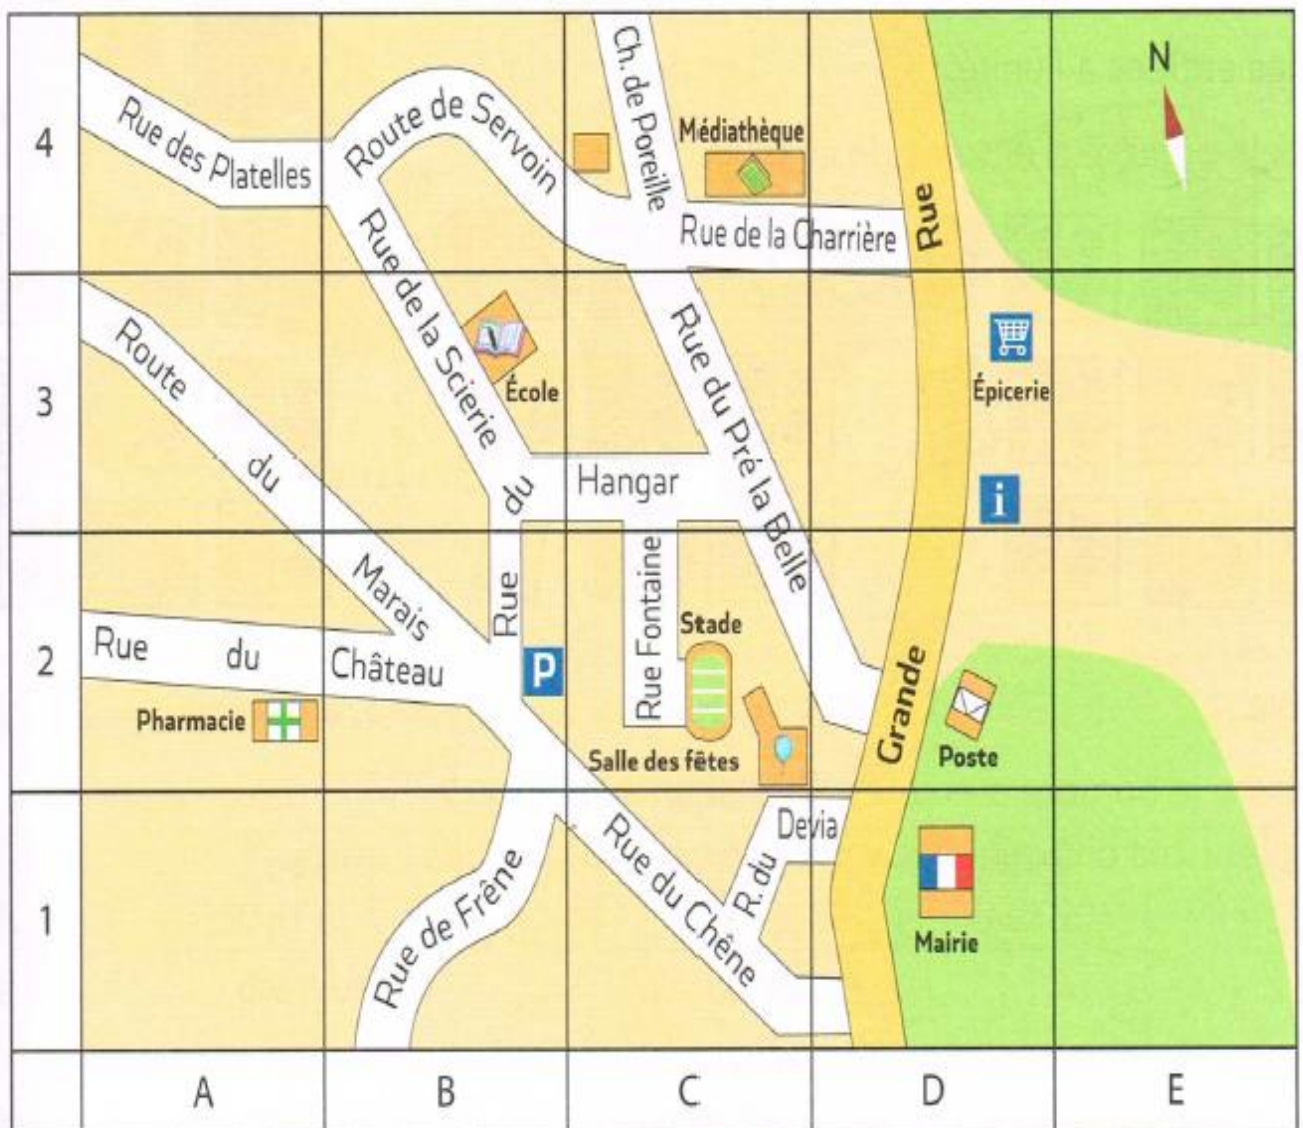 N
4
Rue des Platelles
Route de Servoin
Ch. de Poreille
Médiathèque
Rue de la Charrière
Rue
3
Route
du
Marais
Rue de la Scierie
École
Rue du Pré la Belle
Épicerie
i
Rue du
Hangar
2
Rue du Château
Pharmacie
P
Rue Fontaine
Stade
Salle des fêtes
Grande
Poste
1
Rue de Frêne
Rue du Chêne
R. du Devia
Mairie
A B C D E